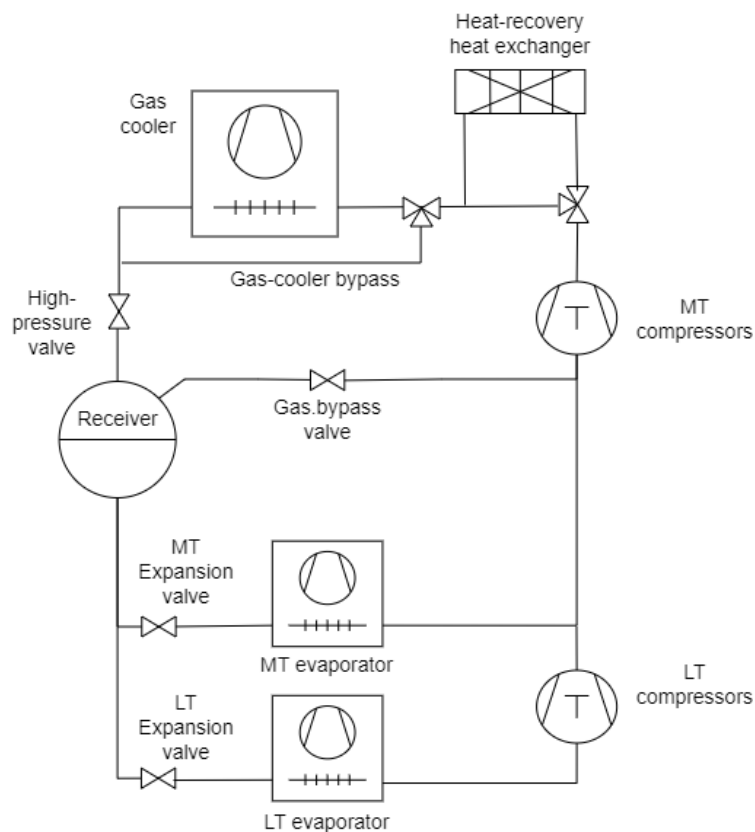 Heat-recovery
heat exchanger
Gas
cooler
Gas-cooler bypass
High-
pressure
valve
MT
compressors
Receiver
Gas.bypass
valve
MT
Expansion
valve
MT evaporator
LT
compressors
LT
Expansion
valve
LT evaporator